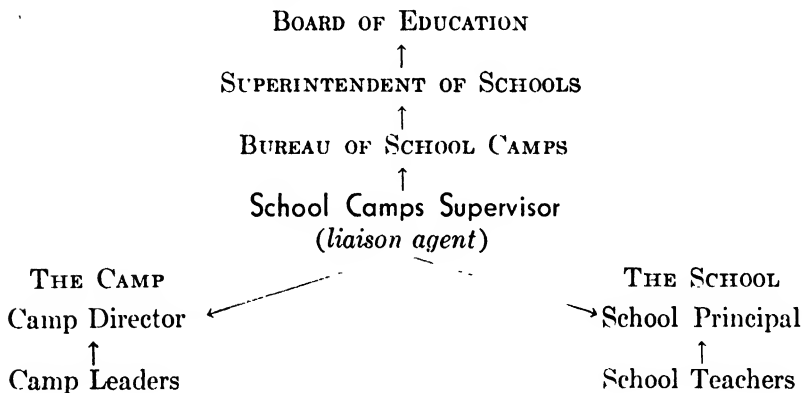 BOARD OF EDUCATION
↑
SUPERINTENDENT OF SCHOOLS
↑
BUREAU OF SCHOOL CAMPS
↑
School Camps Supervisor
(liaison agent)
THE CAMP THE SCHOOL
Camp Director School Principal
↑ ↑
Camp Leaders School Teachers